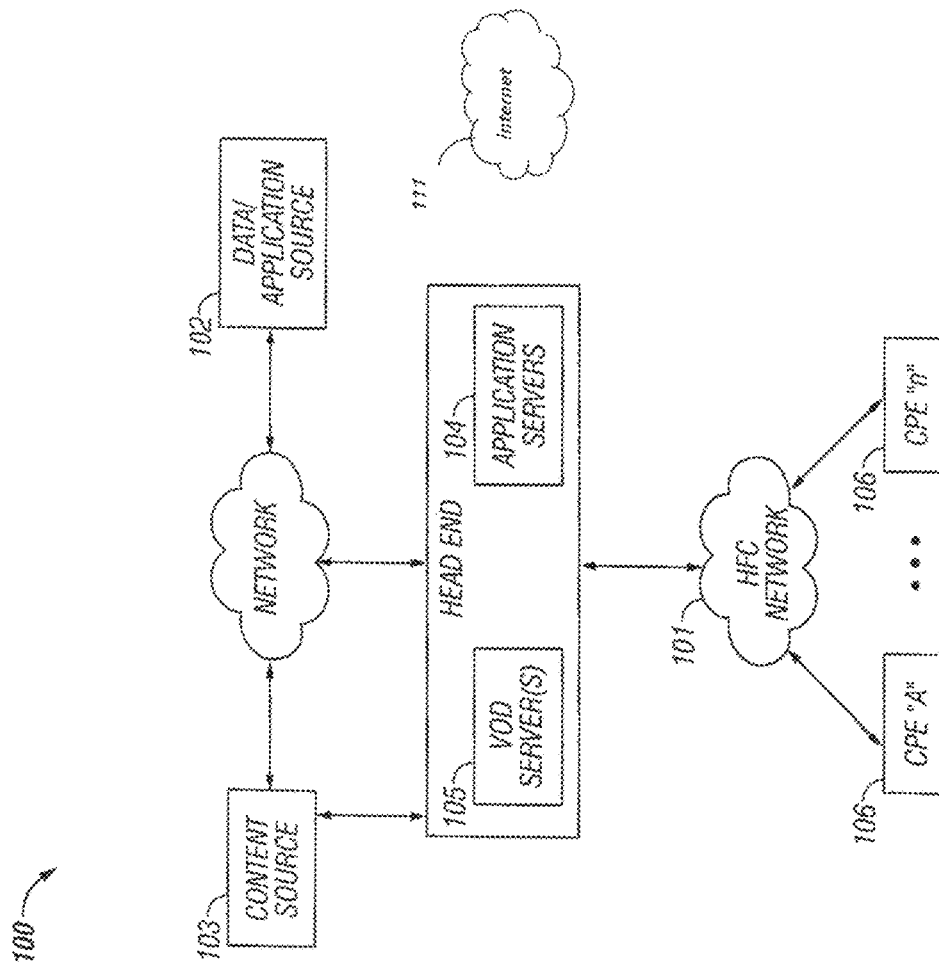 100
103
CONTENT
SOURCE
NETWORK
102
DATA/
APPLICATION
SOURCE
105
VOD
SERVER(S)
HEAD END
104
APPLICATION
SERVERS
111
Internet
101
HFC
NETWORK
106
CPE "A"
106
CPE "n"